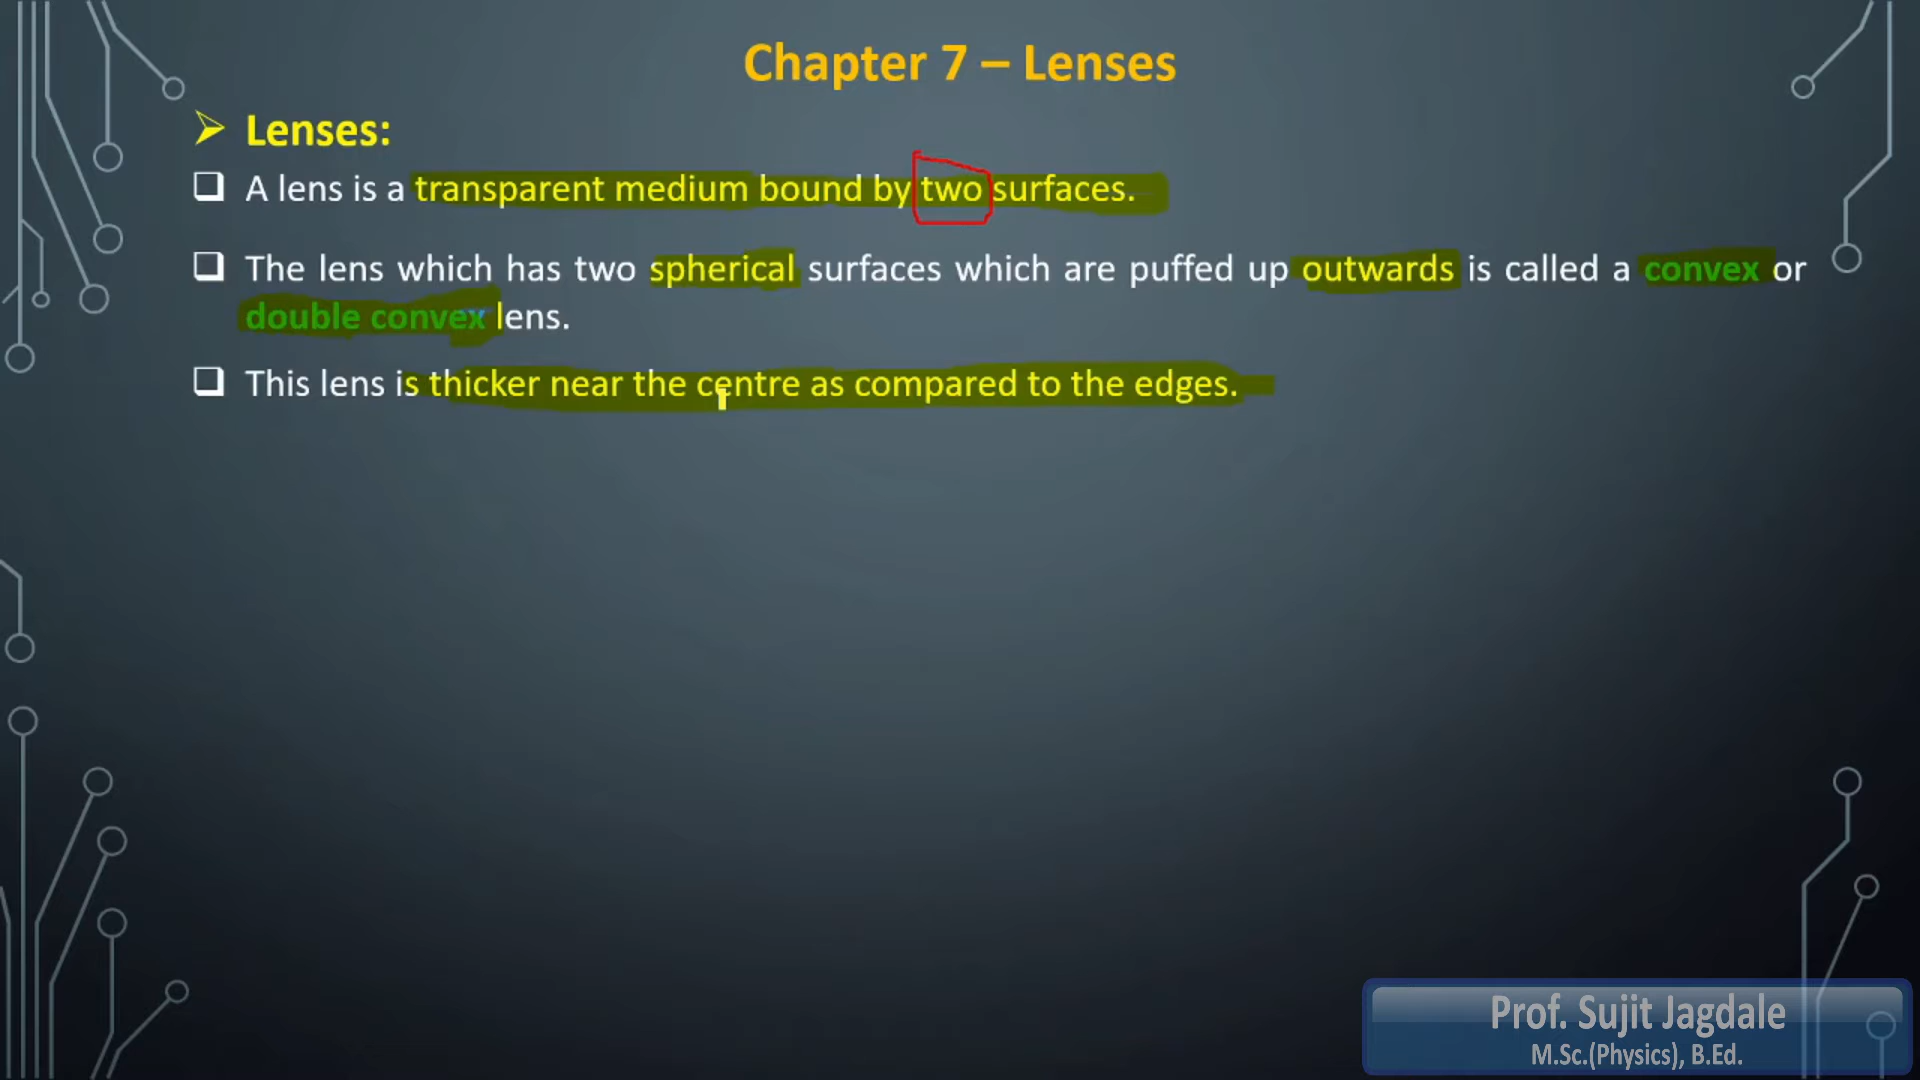 Chapter 7 – Lenses
Lenses:
A lens is a transparent medium bound by two surfaces.
The lens which has two spherical surfaces which are puffed up outwards is called a convex or
double convex lens.
This lens is thicker near the centre as compared to the edges.
Prof. Sujit Jagdale
M.Sc.(Physics), B.Ed.